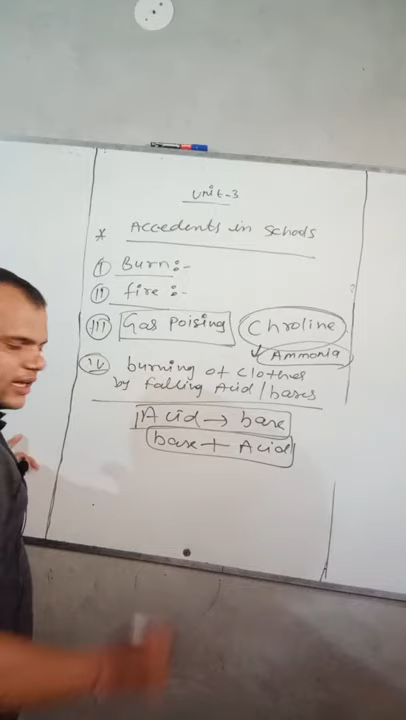 Unit-3
* Accedents in Schools
(I) Burn:-
(II) fire:-
(III) Gas Poising Chroline
↓ Ammonia
(IV) burning of clothes
by falling Acid/bases
Acid → base
base + Acid